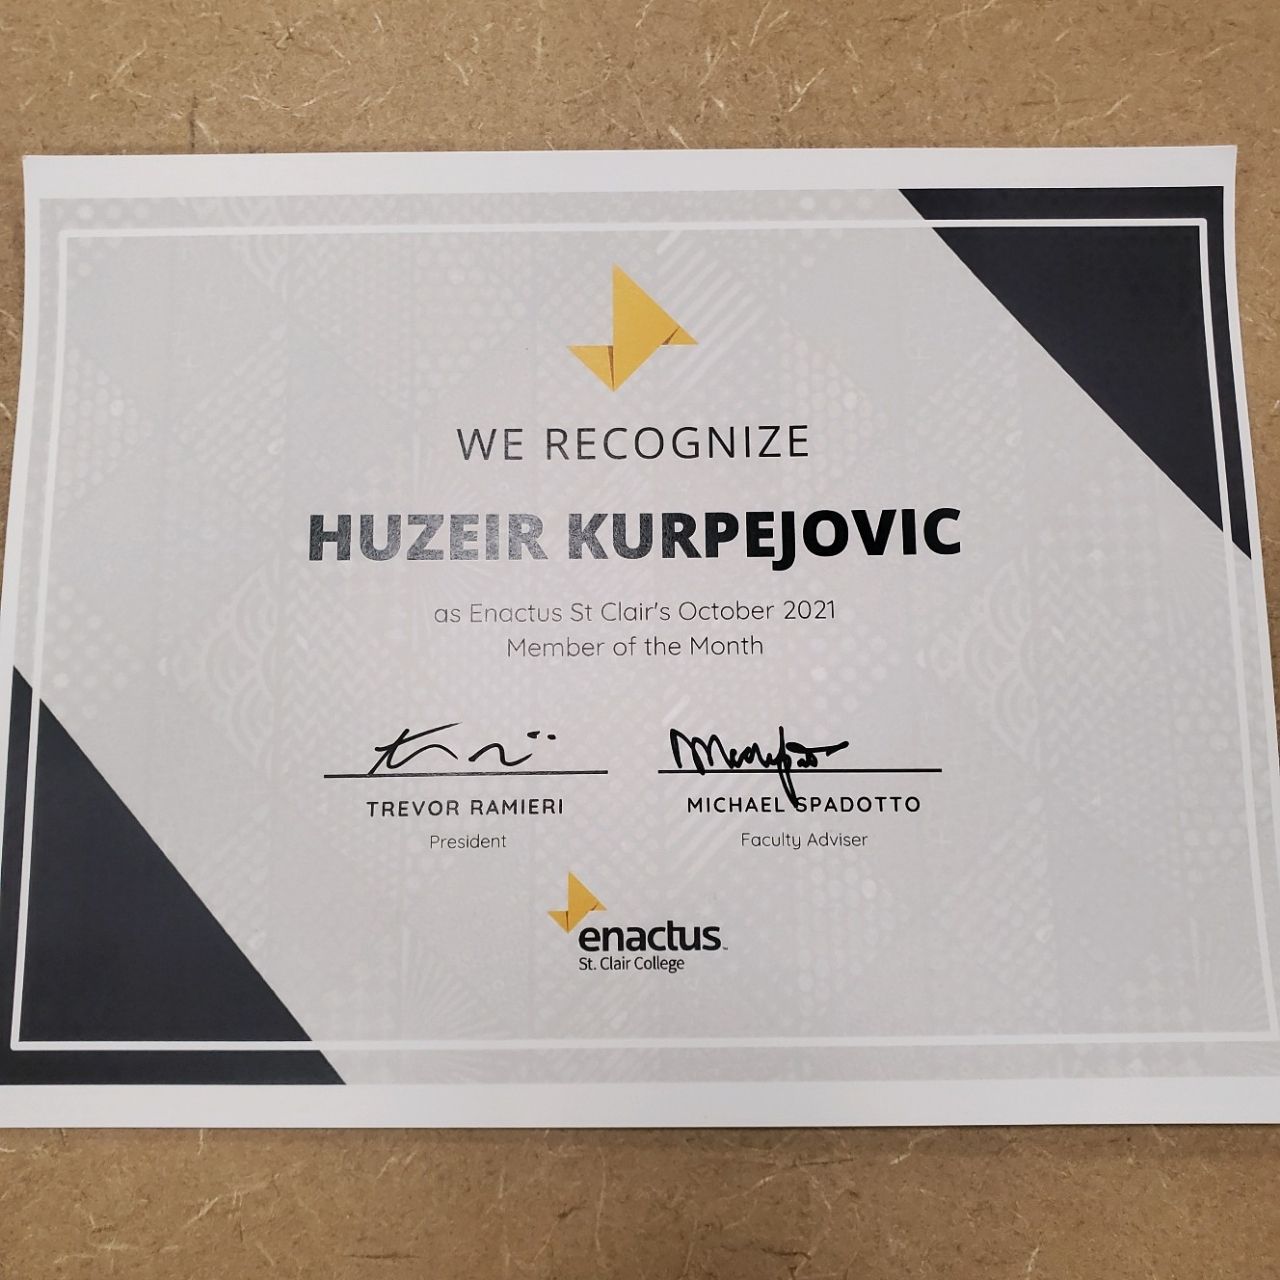 WE RECOGNIZE
HUZEIR KURPEJOVIC
as Enactus St Clair's October 2021
Member of the Month
TREVOR RAMIERI
President
MICHAEL SPADOTTO
Faculty Adviser
enactus
St. Clair College